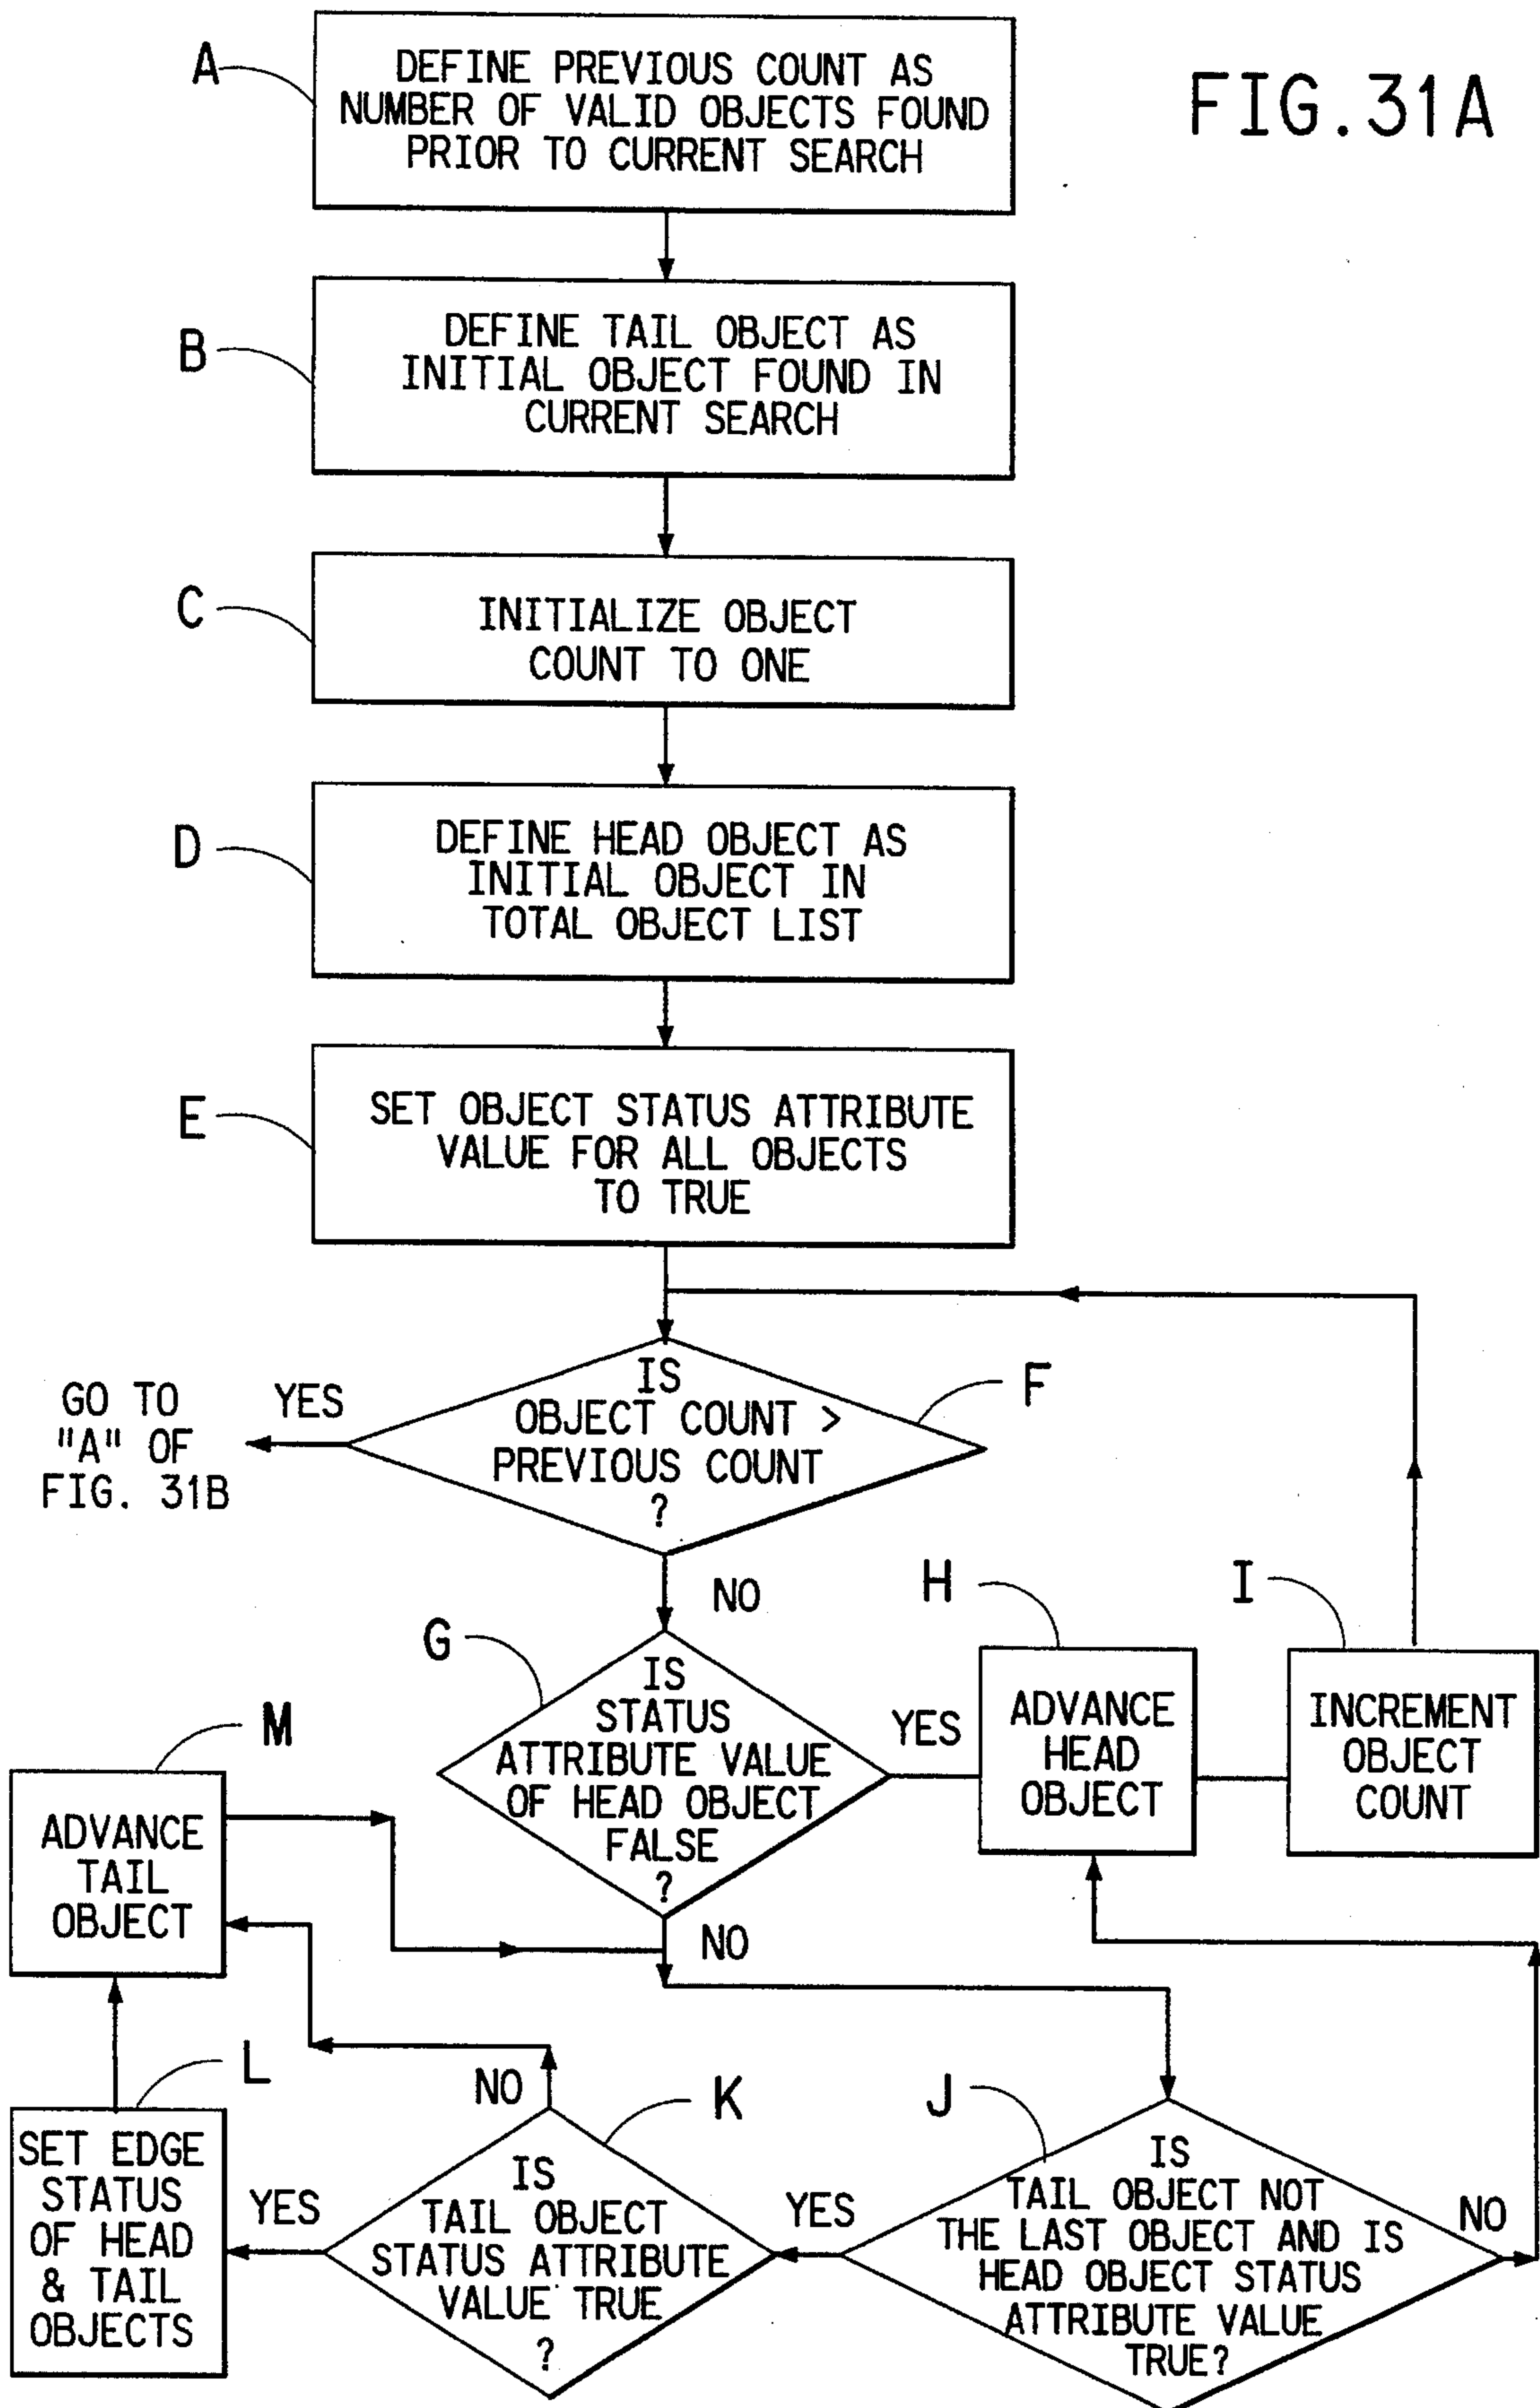 FIG.31A
A
DEFINE PREVIOUS COUNT AS
NUMBER OF VALID OBJECTS FOUND
PRIOR TO CURRENT SEARCH
B
DEFINE TAIL OBJECT AS
INITIAL OBJECT FOUND IN
CURRENT SEARCH
C
INITIALIZE OBJECT
COUNT TO ONE
D
DEFINE HEAD OBJECT AS
INITIAL OBJECT IN
TOTAL OBJECT LIST
E
SET OBJECT STATUS ATTRIBUTE
VALUE FOR ALL OBJECTS
TO TRUE
F
IS
OBJECT COUNT >
PREVIOUS COUNT
?
YES
GO TO
"A" OF
FIG. 31B
NO
G
IS
STATUS
ATTRIBUTE VALUE
OF HEAD OBJECT
FALSE
?
YES
H
ADVANCE
HEAD
OBJECT
I
INCREMENT
OBJECT
COUNT
M
ADVANCE
TAIL
OBJECT
NO
J
IS
TAIL OBJECT NOT
THE LAST OBJECT AND IS
HEAD OBJECT STATUS
ATTRIBUTE VALUE
TRUE?
NO
YES
K
IS
TAIL OBJECT
STATUS ATTRIBUTE
VALUE TRUE
?
NO
YES
L
SET EDGE
STATUS
OF HEAD
& TAIL
OBJECTS